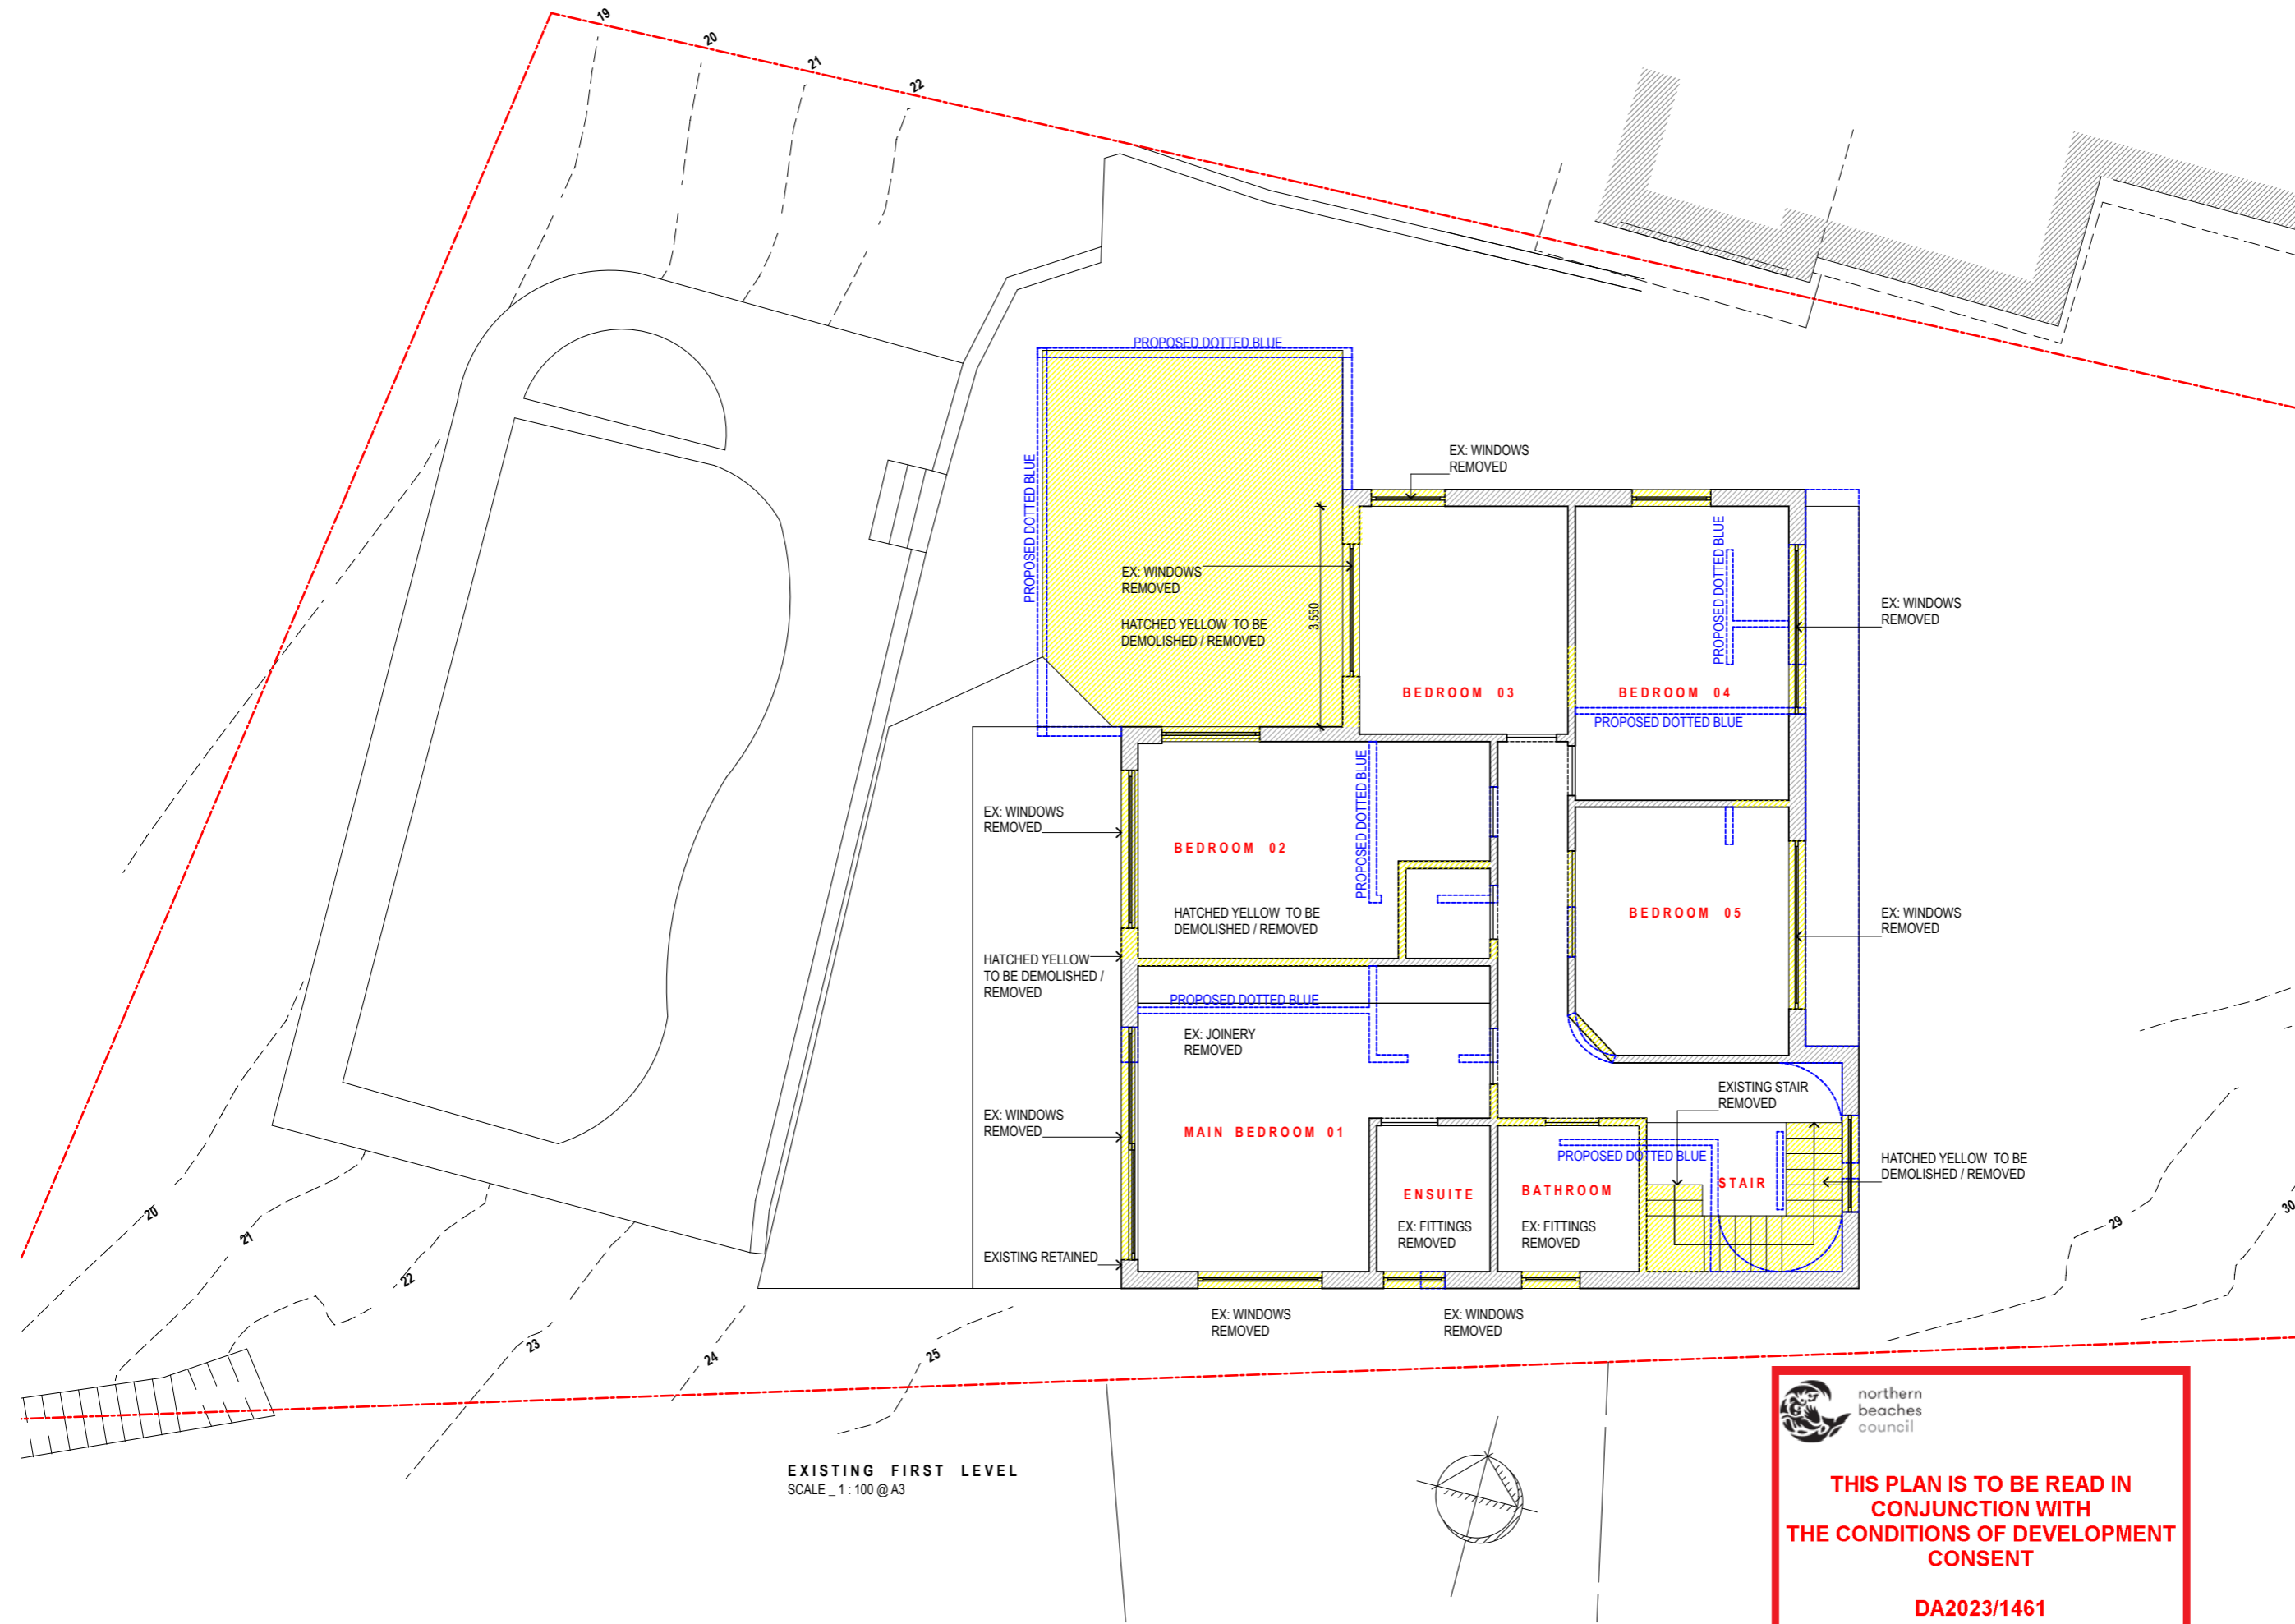 19
20
21
22
PROPOSED DOTTED BLUE
PROPOSED DOTTED BLUE
EX: WINDOWS
REMOVED
EX: WINDOWS
REMOVED
HATCHED YELLOW TO BE
DEMOLISHED / REMOVED
3,550
PROPOSED DOTTED BLUE
EX: WINDOWS
REMOVED
BEDROOM 03
BEDROOM 04
PROPOSED DOTTED BLUE
EX: WINDOWS
REMOVED
BEDROOM 02
PROPOSED DOTTED BLUE
HATCHED YELLOW TO BE
DEMOLISHED / REMOVED
BEDROOM 05
EX: WINDOWS
REMOVED
HATCHED YELLOW
TO BE DEMOLISHED /
REMOVED
PROPOSED DOTTED BLUE
EX: JOINERY
REMOVED
EX: WINDOWS
REMOVED
MAIN BEDROOM 01
EXISTING STAIR
REMOVED
PROPOSED DOTTED BLUE
HATCHED YELLOW TO BE
DEMOLISHED / REMOVED
ENSUITE
BATHROOM
STAIR
EX: FITTINGS
REMOVED
EX: FITTINGS
REMOVED
EXISTING RETAINED
EX: WINDOWS
REMOVED
EX: WINDOWS
REMOVED
20
21
22
23
24
25
29
30
EXISTING FIRST LEVEL
SCALE _ 1 : 100 @ A3
northern
beaches
council
THIS PLAN IS TO BE READ IN
CONJUNCTION WITH
THE CONDITIONS OF DEVELOPMENT
CONSENT
DA2023/1461